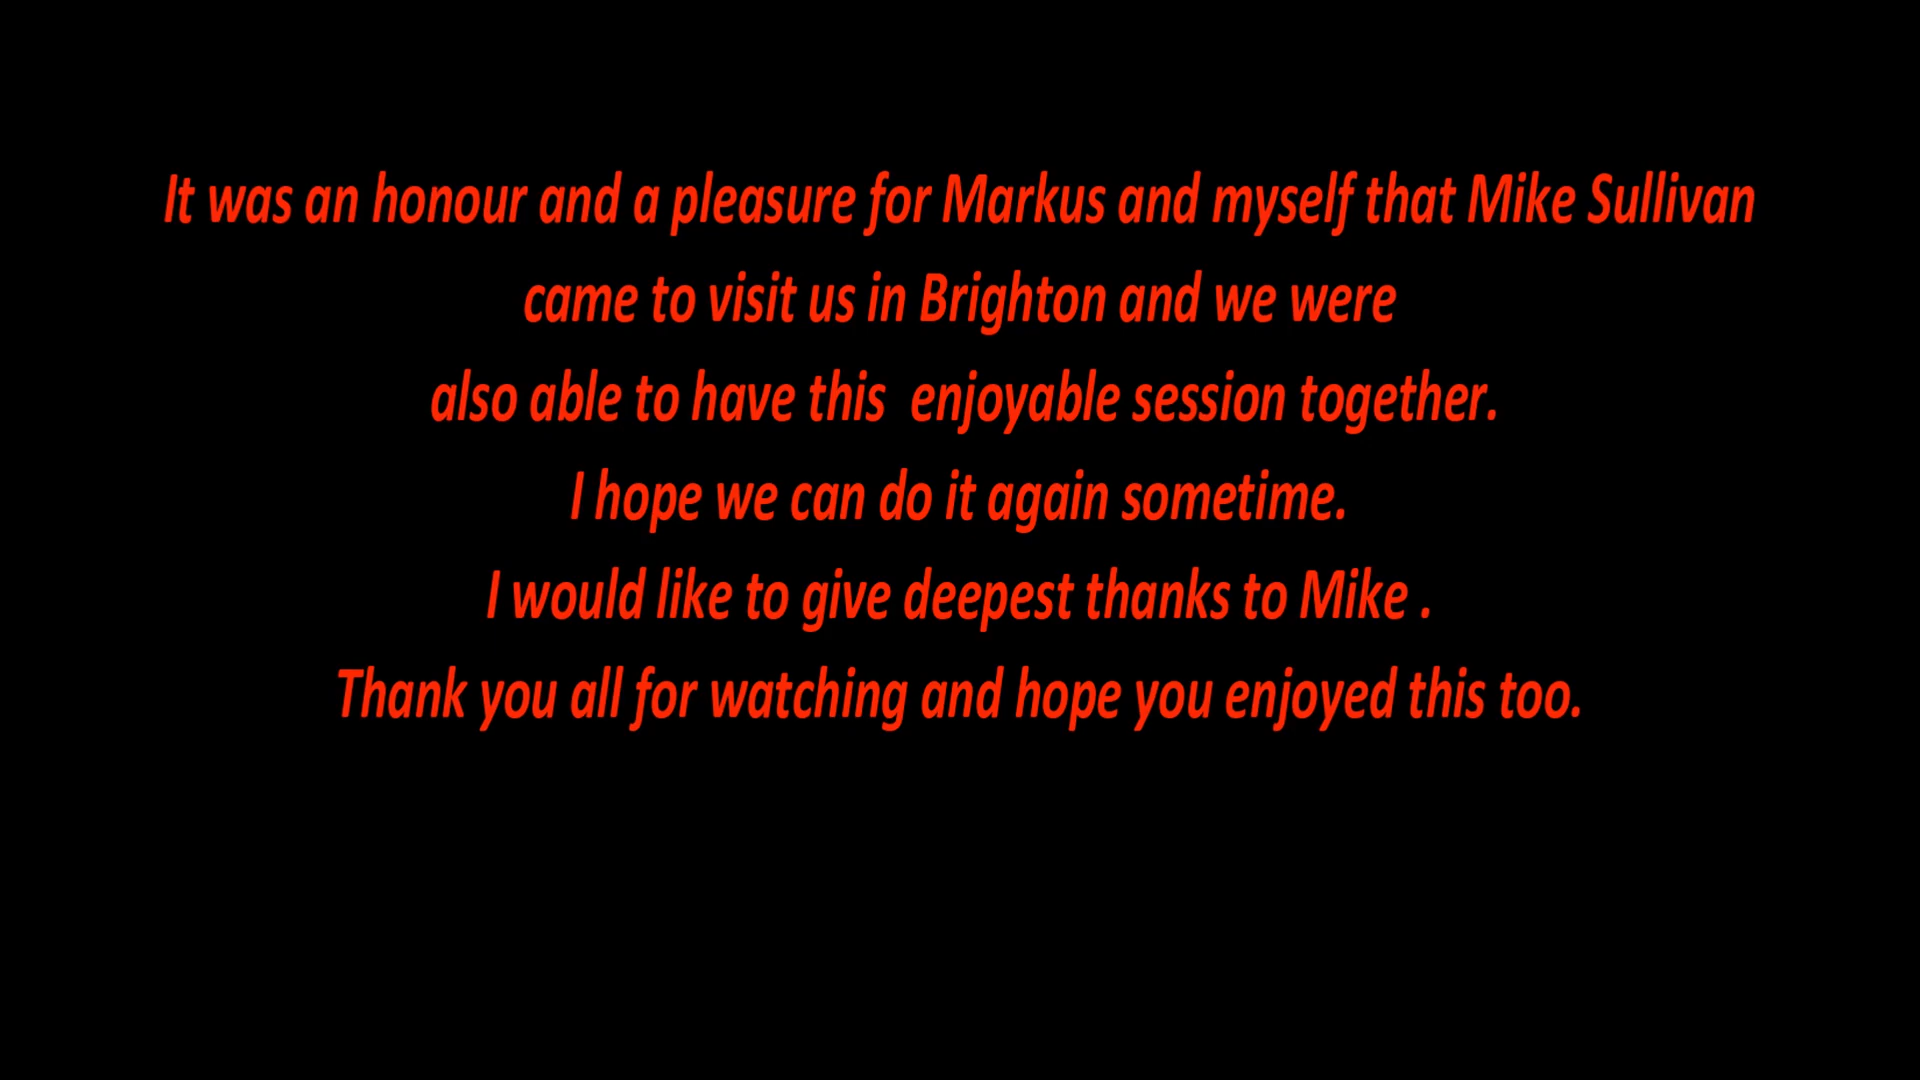 It was an honour and a pleasure for Markus and myself that Mike Sullivan
came to visit us in Brighton and we were
also able to have this  enjoyable session together.
I hope we can do it again sometime.
I would like to give deepest thanks to Mike .
Thank you all for watching and hope you enjoyed this too.